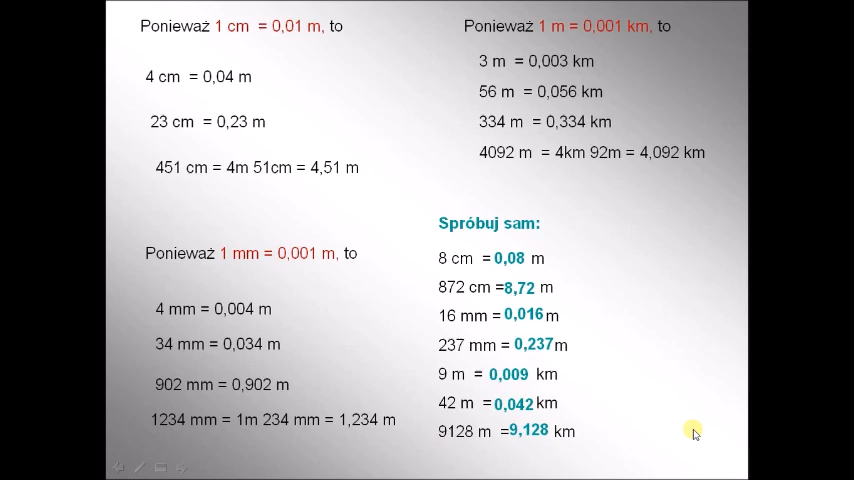 Ponieważ 1 cm = 0,01 m, to
4 cm = 0,04 m
23 cm = 0,23 m
451 cm = 4m 51cm = 4,51 m
Ponieważ 1 m = 0,001 km, to
3 m = 0,003 km
56 m = 0,056 km
334 m = 0,334 km
4092 m = 4km 92m = 4,092 km
Ponieważ 1 mm = 0,001 m, to
4 mm = 0,004 m
34 mm = 0,034 m
902 mm = 0,902 m
1234 mm = 1m 234 mm = 1,234 m
Spróbuj sam:
8 cm = 0,08 m
872 cm = 8,72 m
16 mm = 0,016 m
237 mm = 0,237 m
9 m = 0,009 km
42 m = 0,042 km
9128 m = 9,128 km